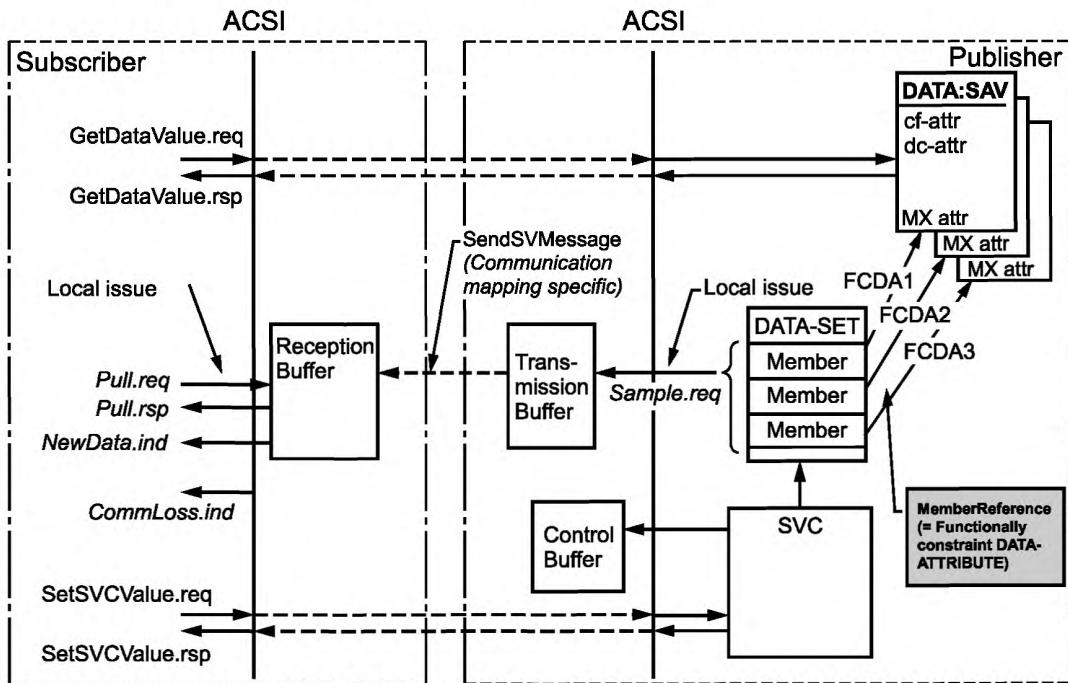 ACSI
ACSI
Subscriber
Publisher
DATA:SAV
cf-attr
dc-attr
MX attr
MX attr
MX attr
GetDataValue.req
GetDataValue.rsp
SendSVMessage
(Communication
mapping specific)
Local issue
Local issue
FCDA1
FCDA2
FCDA3
Reception
Buffer
Trans-
mission
Buffer
Sample.req
DATA-SET
Member
Member
Member
Pull.req
Pull.rsp
NewData.ind
CommLoss.ind
Control
Buffer
SVC
MemberReference
(= Functionally
constraint DATA-
ATTRIBUTE)
SetSVCValue.req
SetSVCValue.rsp